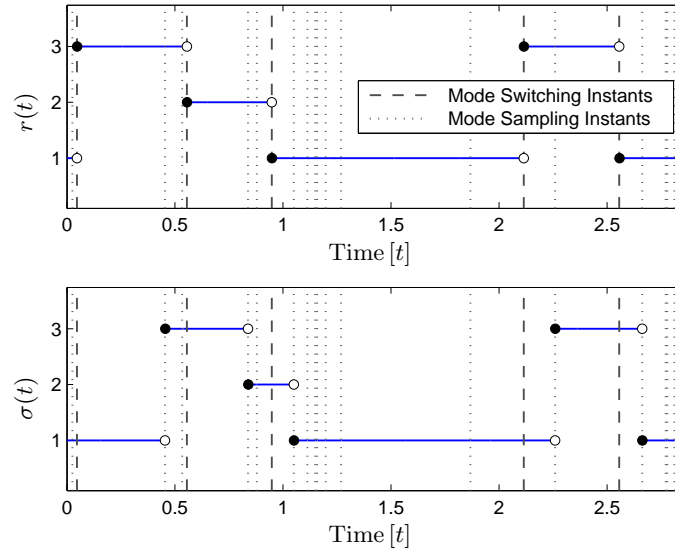 3
2
1
r(t)
Mode Switching Instants
Mode Sampling Instants
0 0.5 1 1.5 2 2.5
Time [t]
3
2
1
σ(t)
0 0.5 1 1.5 2 2.5
Time [t]